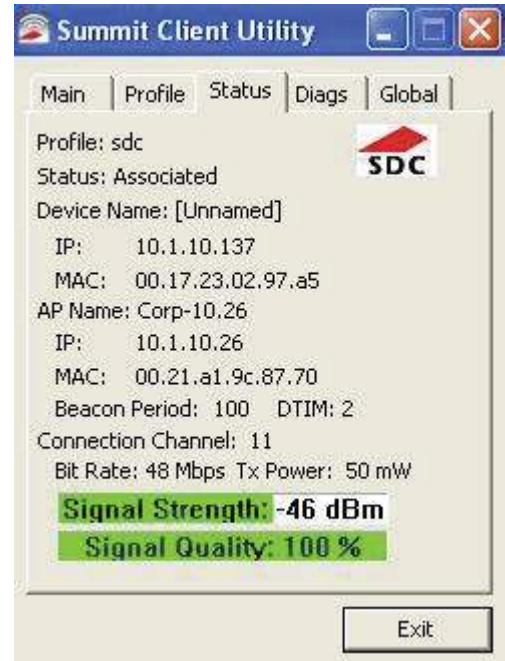 Summit Client Utility
Main Profile Status Diags Global
Profile: sdc
SDC
Status: Associated
Device Name: [Unnamed]
IP: 10.1.10.137
MAC: 00.17.23.02.97.a5
AP Name: Corp-10.26
IP: 10.1.10.26
MAC: 00.21.a1.9c.87.70
Beacon Period: 100 DTIM: 2
Connection Channel: 11
Bit Rate: 48 Mbps Tx Power: 50 mW
Signal Strength: -46 dBm
Signal Quality: 100 %
Exit